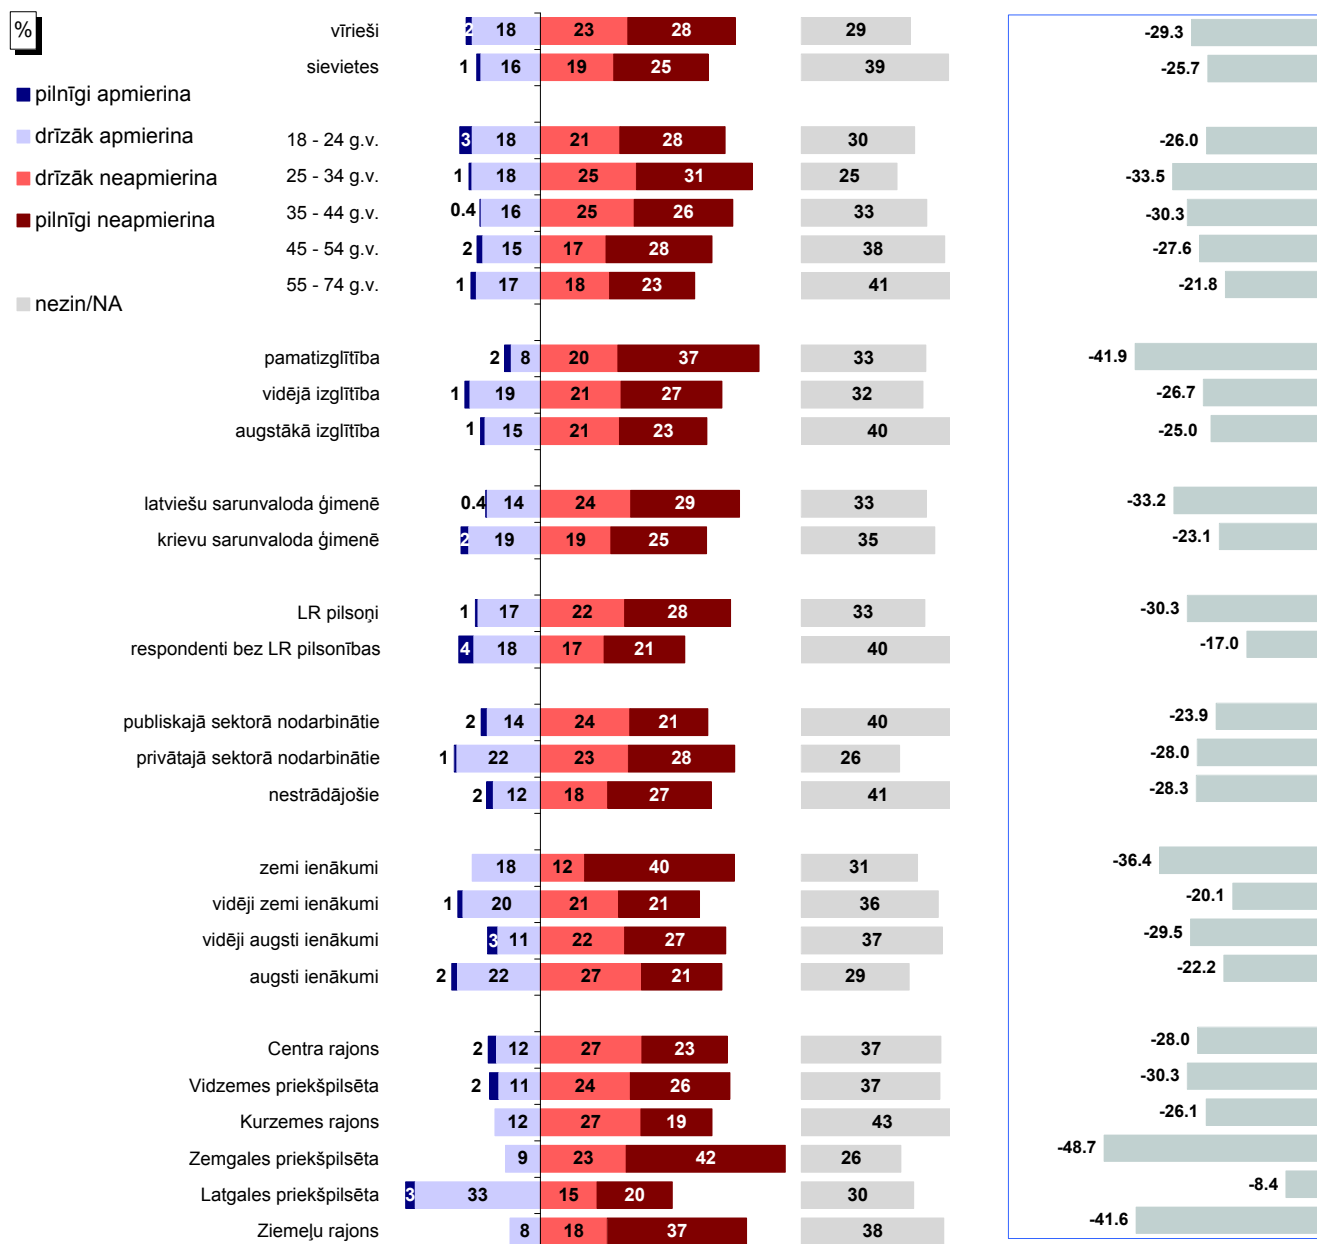 %
pilnīgi apmierina
drīzāk apmierina
drīzāk neapmierina
pilnīgi neapmierina
nezin/NA
vīrieši 2 18 23 28 29 -29.3
sievietes 1 16 19 25 39 -25.7
18 - 24 g.v. 3 18 21 28 30 -26.0
25 - 34 g.v. 1 18 25 31 25 -33.5
35 - 44 g.v. 0.4 16 25 26 33 -30.3
45 - 54 g.v. 2 15 17 28 38 -27.6
55 - 74 g.v. 1 17 18 23 41 -21.8
pamatizglītība 2 8 20 37 33 -41.9
vidējā izglītība 1 19 21 27 32 -26.7
augstākā izglītība 1 15 21 23 40 -25.0
latviešu sarunvaloda ģimenē 0.4 14 24 29 33 -33.2
krievu sarunvaloda ģimenē 2 19 19 25 35 -23.1
LR pilsoņi 1 17 22 28 33 -30.3
respondenti bez LR pilsonības 4 18 17 21 40 -17.0
publiskajā sektorā nodarbinātie 2 14 24 21 40 -23.9
privātajā sektorā nodarbinātie 1 22 23 28 26 -28.0
nestrādājošie 2 12 18 27 41 -28.3
zemi ienākumi 18 12 40 31 -36.4
vidēji zemi ienākumi 1 20 21 21 36 -20.1
vidēji augsti ienākumi 3 11 22 27 37 -29.5
augsti ienākumi 2 22 27 21 29 -22.2
Centra rajons 2 12 27 23 37 -28.0
Vidzemes priekšpilsēta 2 11 24 26 37 -30.3
Kurzemes rajons 12 27 19 43 -26.1
Zemgales priekšpilsēta 9 23 42 26 -48.7
Latgales priekšpilsēta 3 33 15 20 30 -8.4
Ziemeļu rajons 8 18 37 38 -41.6